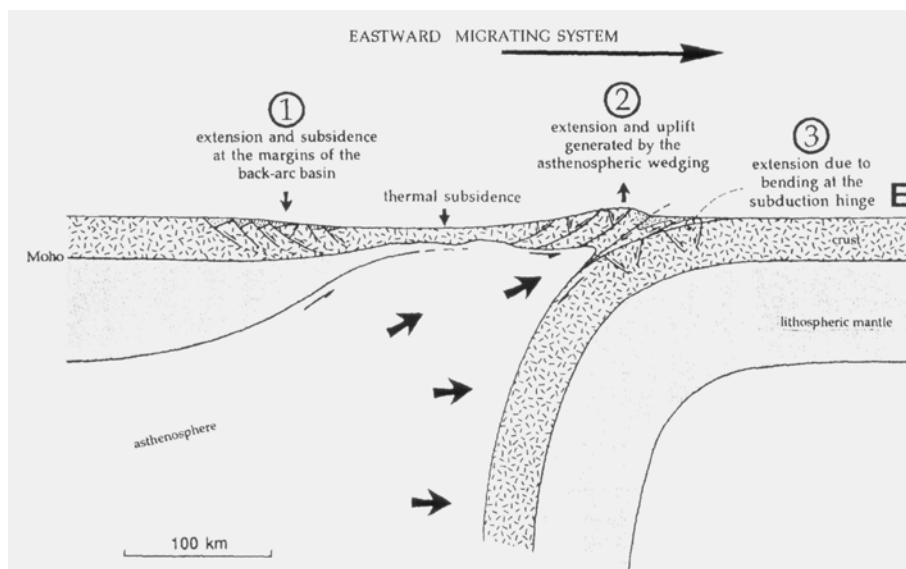 EASTWARD MIGRATING SYSTEM
1
extension and subsidence
at the margins of the
back-arc basin
thermal subsidence
2
extension and uplift
generated by the
asthenospheric wedging
3
extension due to
bending at the
subduction hinge
E
Moho
crust
lithospheric mantle
asthenosphere
100 km